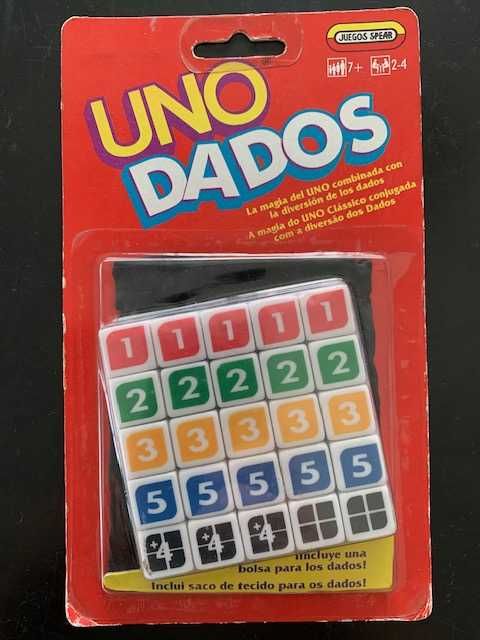 JUEGOS SPEAR
7+ 2-4
UNO
DADOS
La magia del UNO combinada con
la diversión de los dados
A magia do UNO Clássico conjugada
com a diversão dos Dados
1 1 1 1 1
2 2 2 2 2
3 3 3 3 3
5 5 5 5 5
+4 +4 +4
¡Incluye una
bolsa para los dados!
Inclui saco de tecido para os dados!